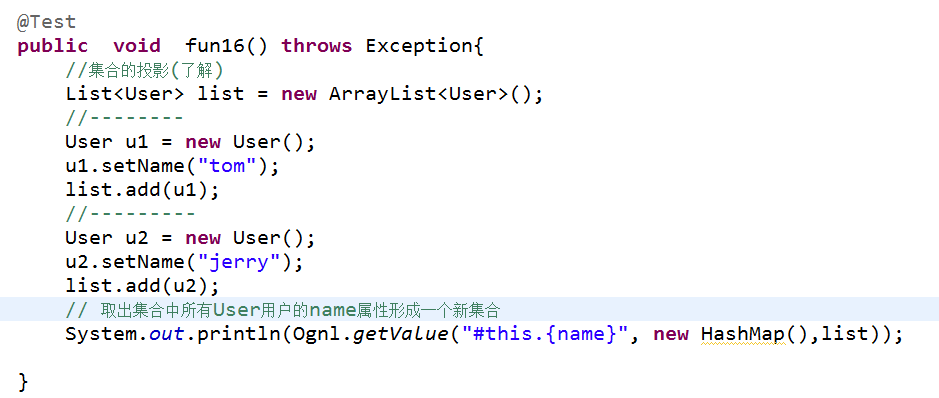 @Test
public  void  fun16() throws Exception{
    //集合的投影(了解)
    List<User> list = new ArrayList<User>();
    //--------
    User u1 = new User();
    u1.setName("tom");
    list.add(u1);
    //---------
    User u2 = new User();
    u2.setName("jerry");
    list.add(u2);
    // 取出集合中所有User用户的name属性形成一个新集合
    System.out.println(Ognl.getValue("#this.{name}", new HashMap(),list));
}